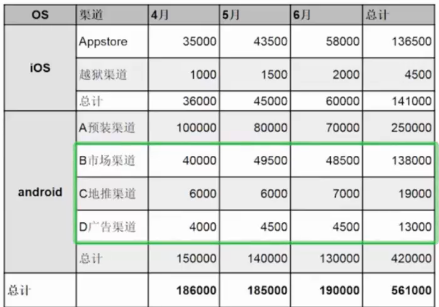 OS 渠道 4月 5月 6月 总计
iOS Appstore 35000 43500 58000 136500
越狱渠道 1000 1500 2000 4500
总计 36000 45000 60000 141000
android A预装渠道 100000 80000 70000 250000
B市场渠道 40000 49500 48500 138000
C地推渠道 6000 6000 7000 19000
D广告渠道 4000 4500 4500 13000
总计 150000 140000 130000 420000
总计 186000 185000 190000 561000